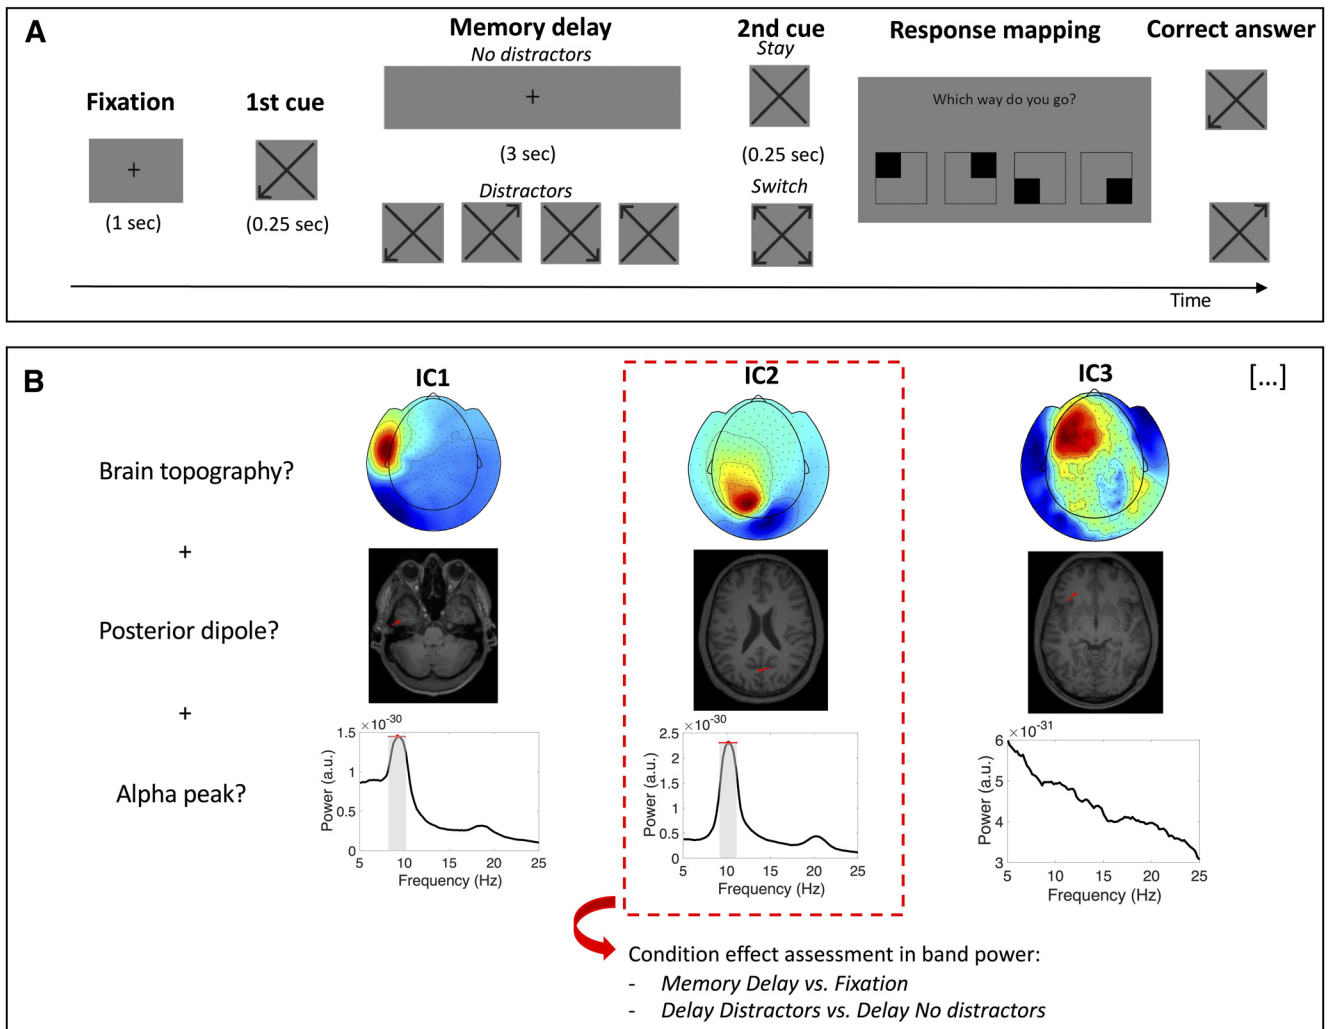 A
Fixation
(1 sec)
1st cue
(0.25 sec)
Memory delay
No distractors
(3 sec)
Distractors
2nd cue
Stay
(0.25 sec)
Switch
Response mapping
Which way do you go?
Correct answer
Time
B
IC1
IC2
IC3
[...]
Brain topography?
+
Posterior dipole?
+
Alpha peak?
×10-30
1.5
1
0.5
0
Power (a.u.)
5 10 15 20 25
Frequency (Hz)
×10-30
2.5
2
1.5
1
0.5
0
Power (a.u.)
5 10 15 20 25
Frequency (Hz)
×10-31
6
5
4
3
Power (a.u.)
5 10 15 20 25
Frequency (Hz)
Condition effect assessment in band power:
- Memory Delay vs. Fixation
- Delay Distractors vs. Delay No distractors